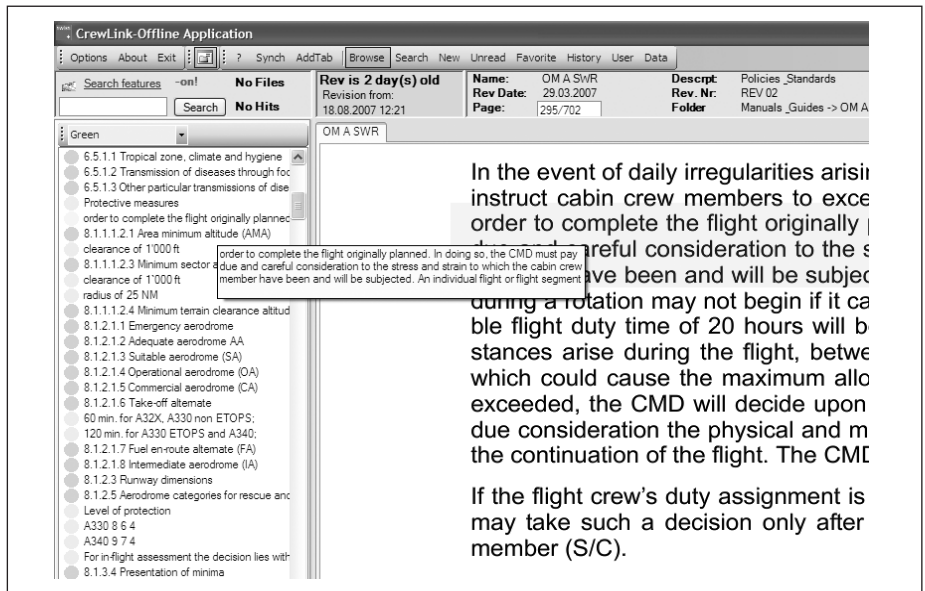 swiss CrewLink-Offline Application
Options About Exit ? Synch AddTab Browse Search New Unread Favorite History User Data
Search features -on! No Files
Search No Hits
Rev is 2 day(s) old
Revision from:
18.08.2007 12:21
Name: OM A SWR Descrpt: Policies _Standards
Rev Date: 29.03.2007 Rev. Nr: REV 02
Page: 295/702 Folder Manuals _Guides -> OM A
Green
OM A SWR
6.5.1.1 Tropical zone, climate and hygiene
6.5.1.2 Transmission of diseases through foc
6.5.1.3 Other particular transmissions of dise
Protective measures
order to complete the flight originally planned
8.1.1.1.2.1 Area minimum altitude (AMA)
clearance of 1'000 ft
8.1.1.1.2.3 Minimum sector a
clearance of 1'000 ft
radius of 25 NM
8.1.1.1.2.4 Minimum terrain clearance altitud
8.1.2.1.1 Emergency aerodrome
8.1.2.1.2 Adequate aerodrome AA
8.1.2.1.3 Suitable aerodrome (SA)
8.1.2.1.4 Operational aerodrome (OA)
8.1.2.1.5 Commercial aerodrome (CA)
8.1.2.1.6 Take-off alternate
60 min. for A32X, A330 non ETOPS;
120 min. for A330 ETOPS and A340;
8.1.2.1.7 Fuel en-route alternate (FA)
8.1.2.1.8 Intermediate aerodrome (IA)
8.1.2.3 Runway dimensions
8.1.2.5 Aerodrome categories for rescue and
Level of protection
A330 8 6 4
A340 9 7 4
For in-flight assessment the decision lies with
8.1.3.4 Presentation of minima
order to complete the flight originally planned. In doing so, the CMD must pay
due and careful consideration to the stress and strain to which the cabin crew
member have been and will be subjected. An individual flight or flight segment
In the event of daily irregularities arisin
instruct cabin crew members to exce
order to complete the flight originally
due and careful consideration to the s
have been and will be subjec
during a rotation may not begin if it ca
ble flight duty time of 20 hours will b
stances arise during the flight, betwe
which could cause the maximum allo
exceeded, the CMD will decide upon
due consideration the physical and m
the continuation of the flight. The CMD
If the flight crew's duty assignment is
may take such a decision only after
member (S/C).